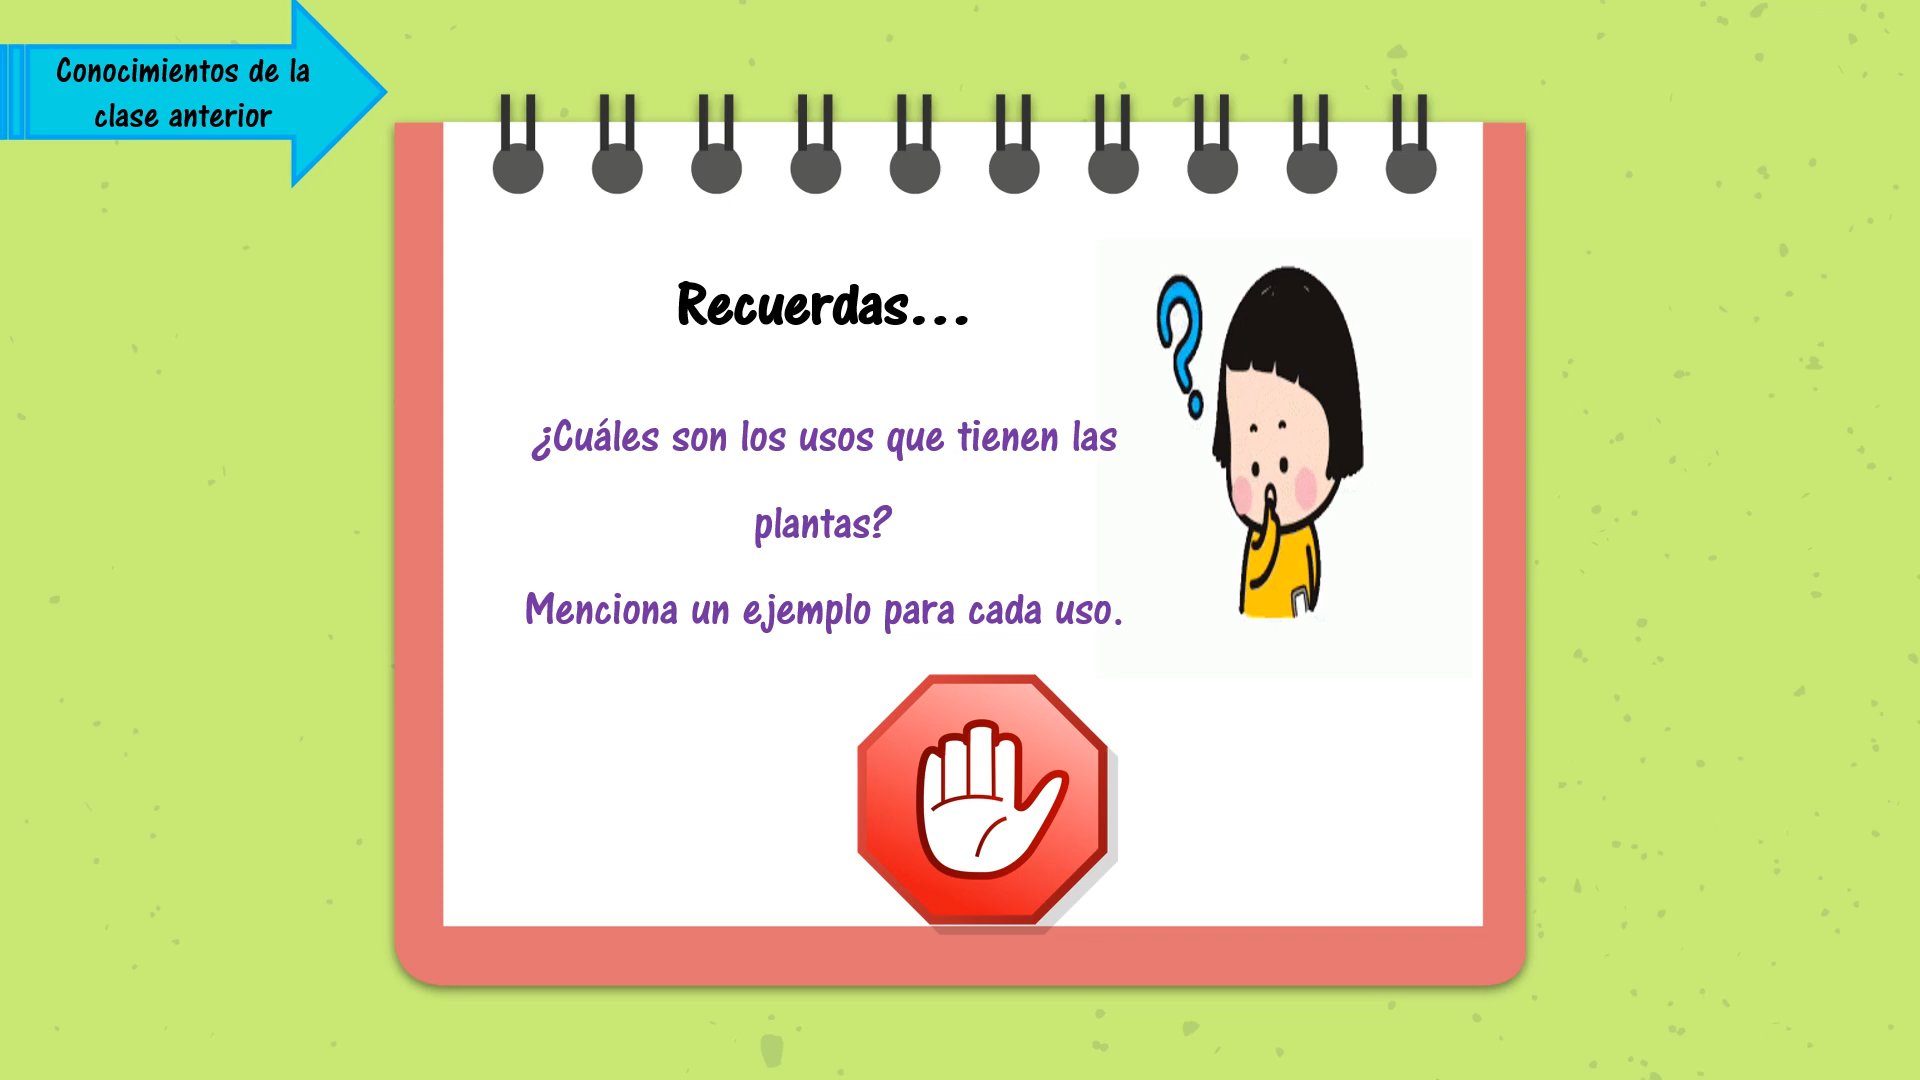 Conocimientos de la
clase anterior
Recuerdas...
¿Cuáles son los usos que tienen las
plantas?
Menciona un ejemplo para cada uso.